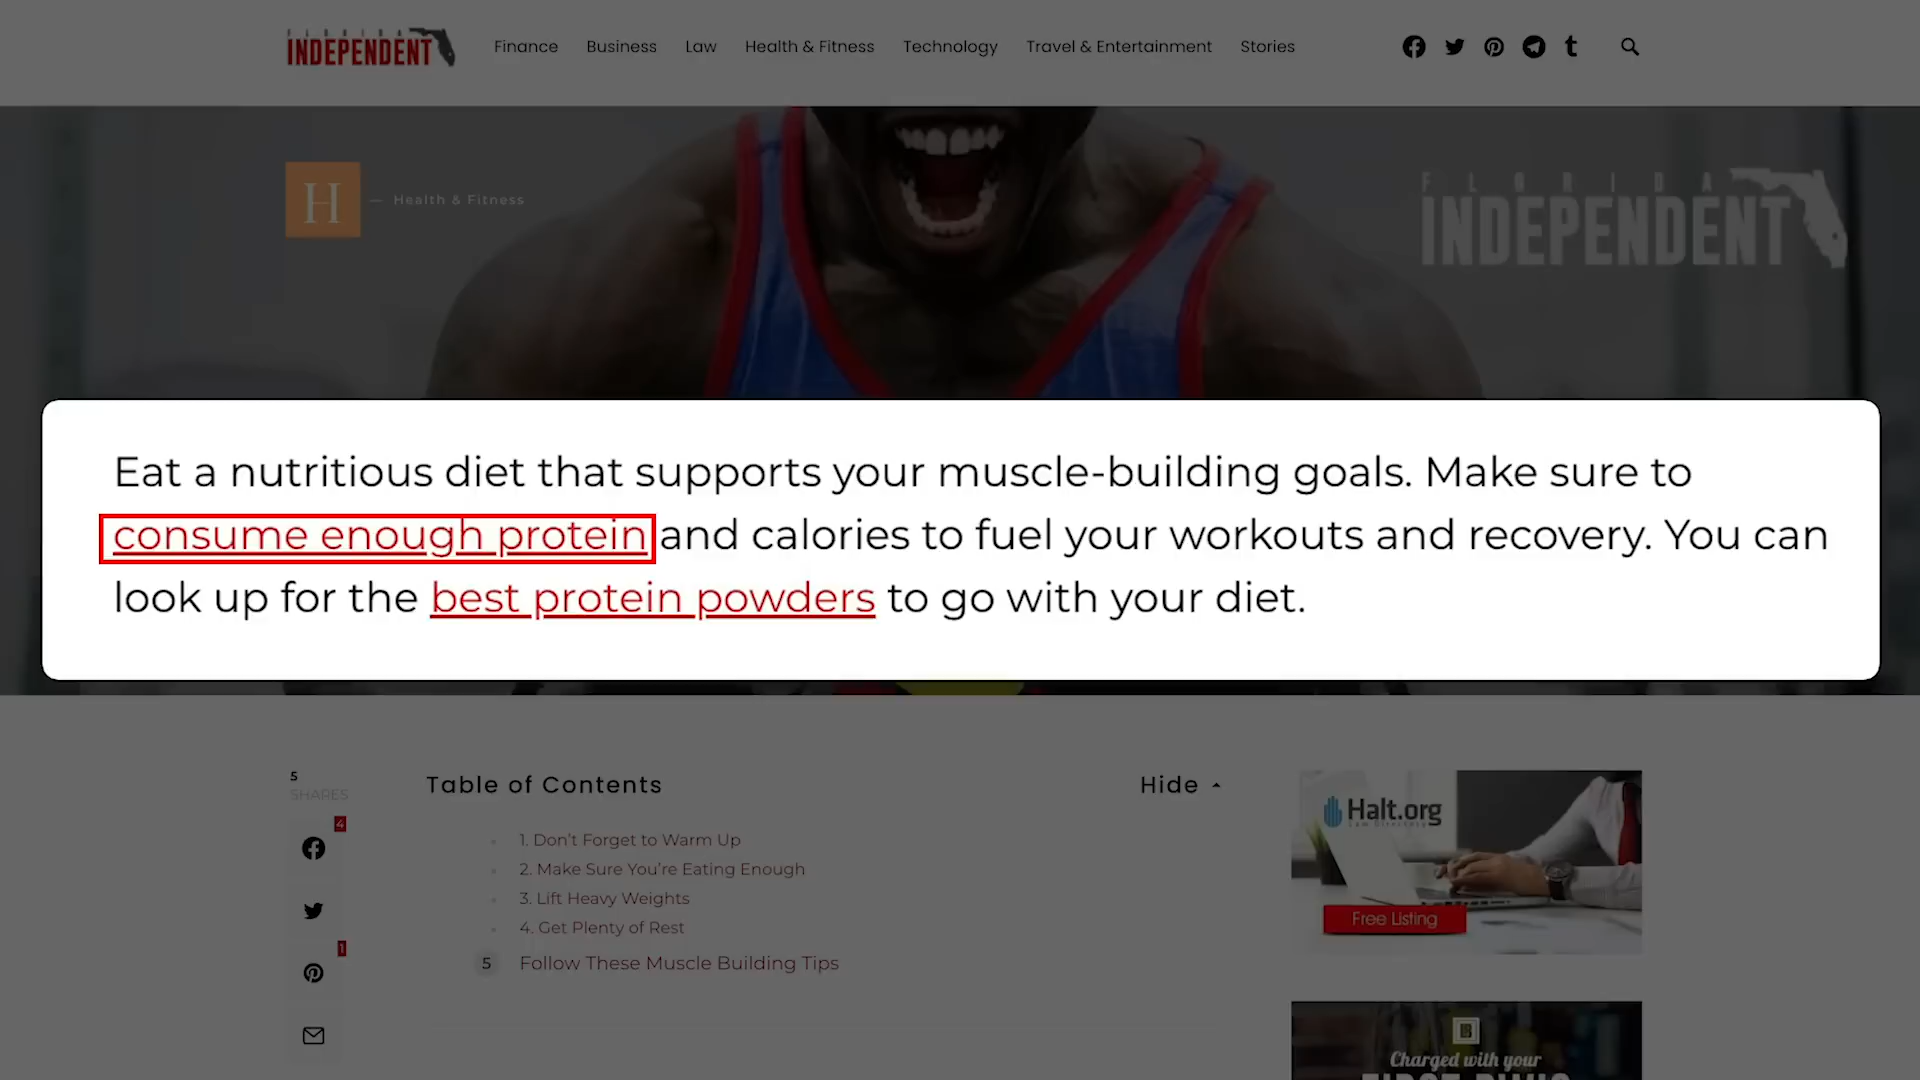 FLORIDA
INDEPENDENT
Finance Business Law Health & Fitness Technology Travel & Entertainment Stories
H — Health & Fitness
FLORIDA
INDEPENDENT
Eat a nutritious diet that supports your muscle-building goals. Make sure to
consume enough protein and calories to fuel your workouts and recovery. You can
look up for the best protein powders to go with your diet.
5
SHARES
4
1
Table of Contents
Hide
1. Don't Forget to Warm Up
2. Make Sure You're Eating Enough
3. Lift Heavy Weights
4. Get Plenty of Rest
5 Follow These Muscle Building Tips
Halt.org
Law Directory
Free Listing
Charged with your